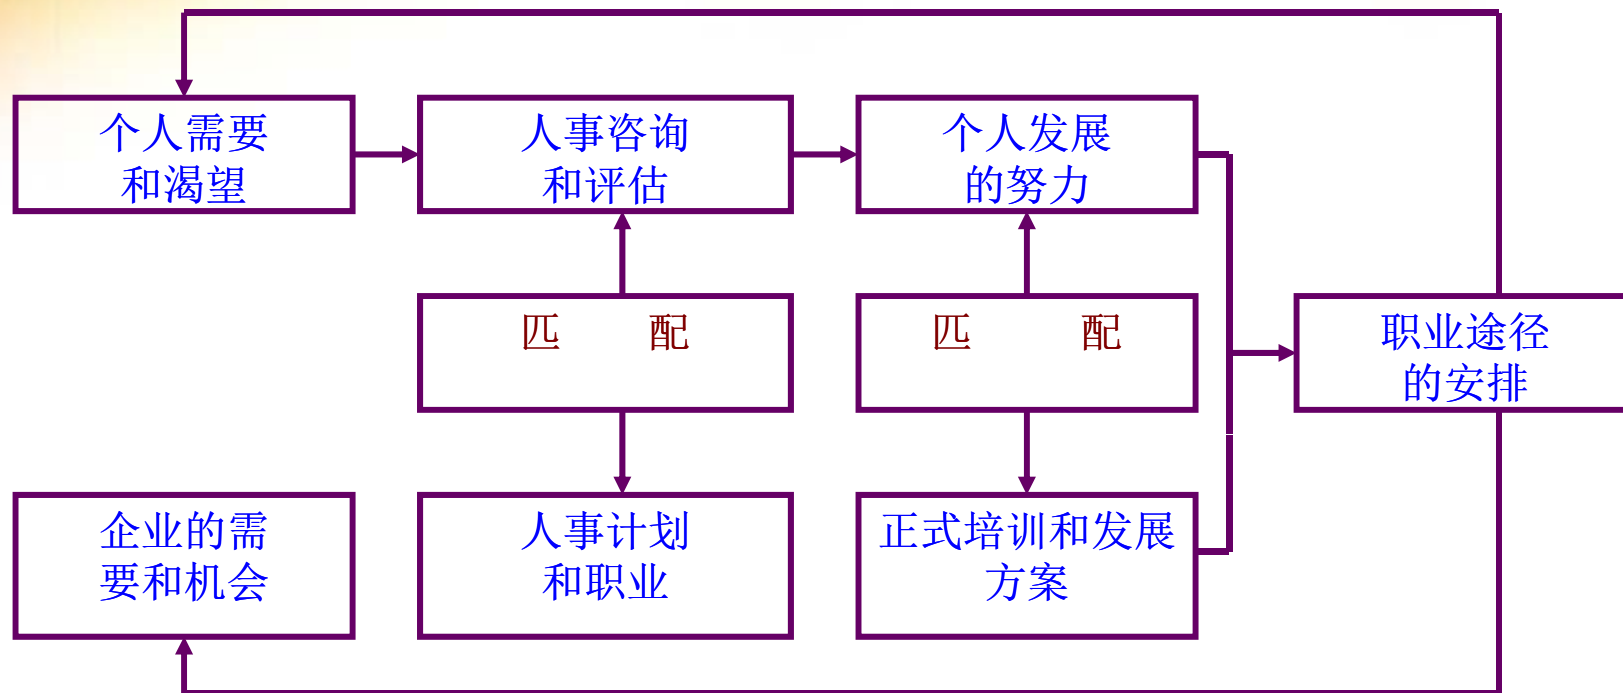 个人需要
和渴望
人事咨询
和评估
个人发展
的努力
匹 配
匹 配
职业途径
的安排
企业的需
要和机会
人事计划
和职业
正式培训和发展
方案